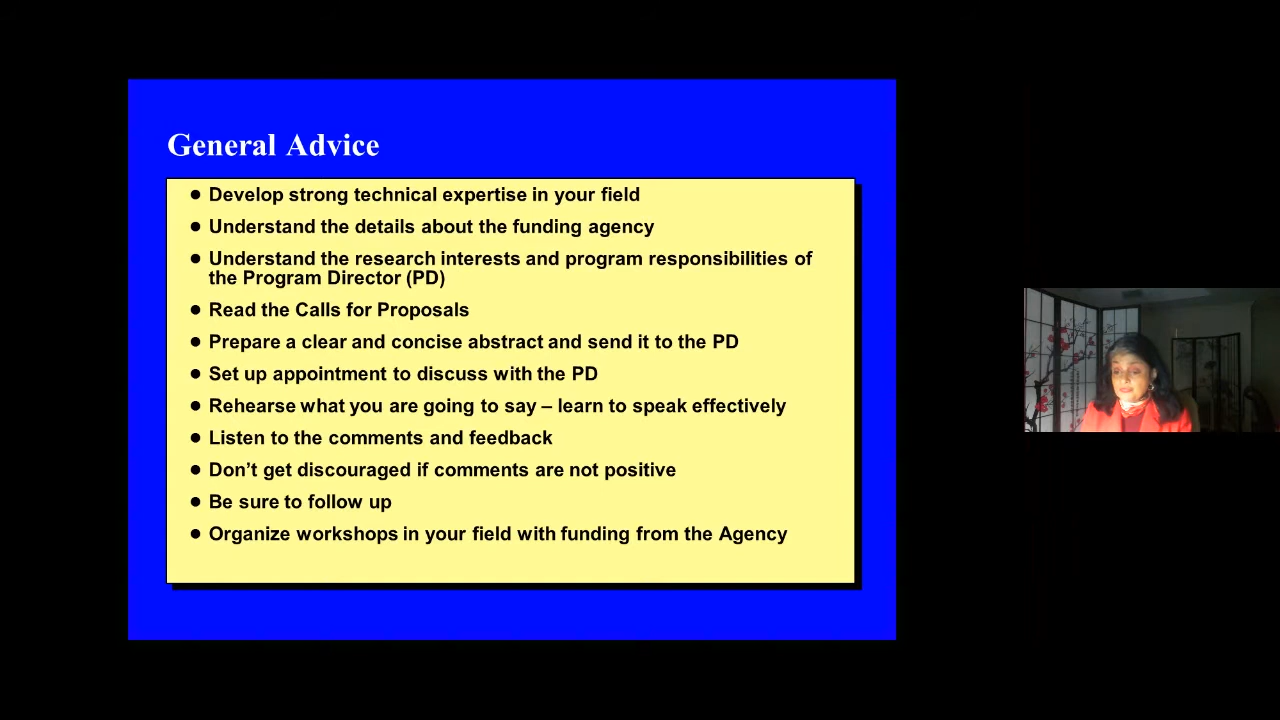 General Advice
● Develop strong technical expertise in your field
● Understand the details about the funding agency
● Understand the research interests and program responsibilities of
the Program Director (PD)
● Read the Calls for Proposals
● Prepare a clear and concise abstract and send it to the PD
● Set up appointment to discuss with the PD
● Rehearse what you are going to say – learn to speak effectively
● Listen to the comments and feedback
● Don’t get discouraged if comments are not positive
● Be sure to follow up
● Organize workshops in your field with funding from the Agency